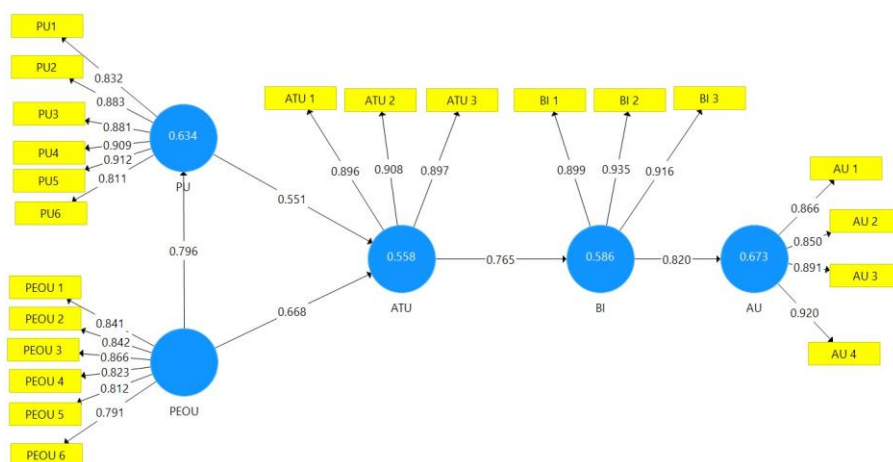 PU1
PU2
PU3
PU4
PU5
PU6
0.832
0.883
0.881
0.909
0.912
0.811
0.634
PU
0.796
0.551
PEOU 1
PEOU 2
PEOU 3
PEOU 4
PEOU 5
PEOU 6
0.841
0.842
0.866
0.823
0.812
0.791
PEOU
0.668
ATU 1
ATU 2
ATU 3
0.896
0.908
0.897
0.558
ATU
0.765
BI 1
BI 2
BI 3
0.899
0.935
0.916
0.586
BI
0.820
0.673
AU
AU 1
AU 2
AU 3
AU 4
0.866
0.850
0.891
0.920